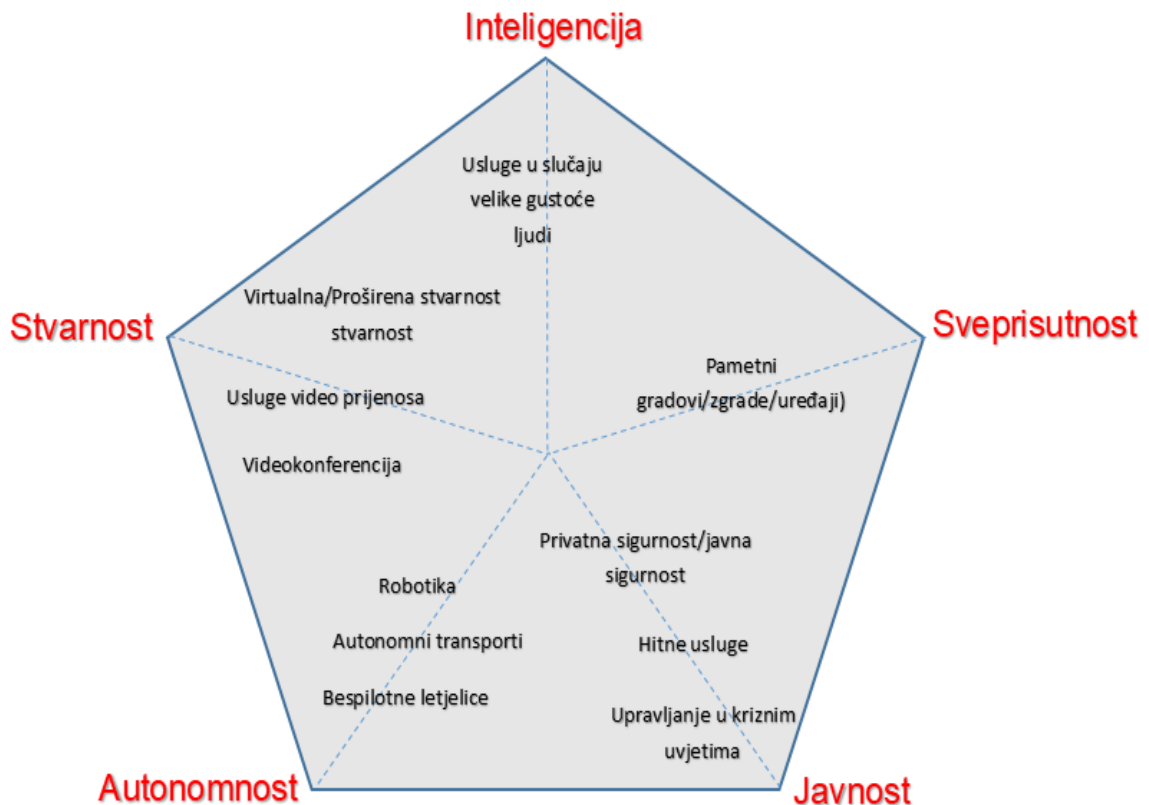 Inteligencija
Usluge u slučaju
velike gustoće
ljudi
Virtualna/Proširena stvarnost
stvarnost
Stvarnost
Sveprisutnost
Pametni
gradovi/zgrade/uređaji)
Usluge video prijenosa
Videokonferencija
Privatna sigurnost/javna
sigurnost
Robotika
Autonomni transporti
Hitne usluge
Bespilotne letjelice
Upravljanje u kriznim
uvjetima
Autonomnost
Javnost